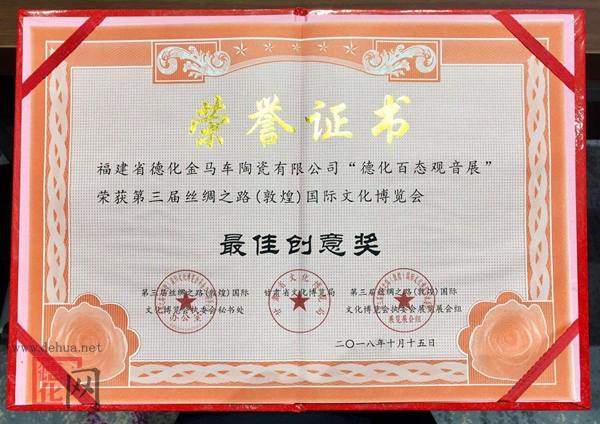 荣誉证书
福建省德化金马车陶瓷有限公司“德化百态观音展”
荣获第三届丝绸之路(敦煌)国际文化博览会
最佳创意奖
第三届丝绸之路(敦煌)国际
文化博览会执委会秘书处
甘肃省文化博览局
第三届丝绸之路(敦煌)国际
文化博览会执委会展览展会组
二〇一八年十月十五日
www.dehua.net
德化网